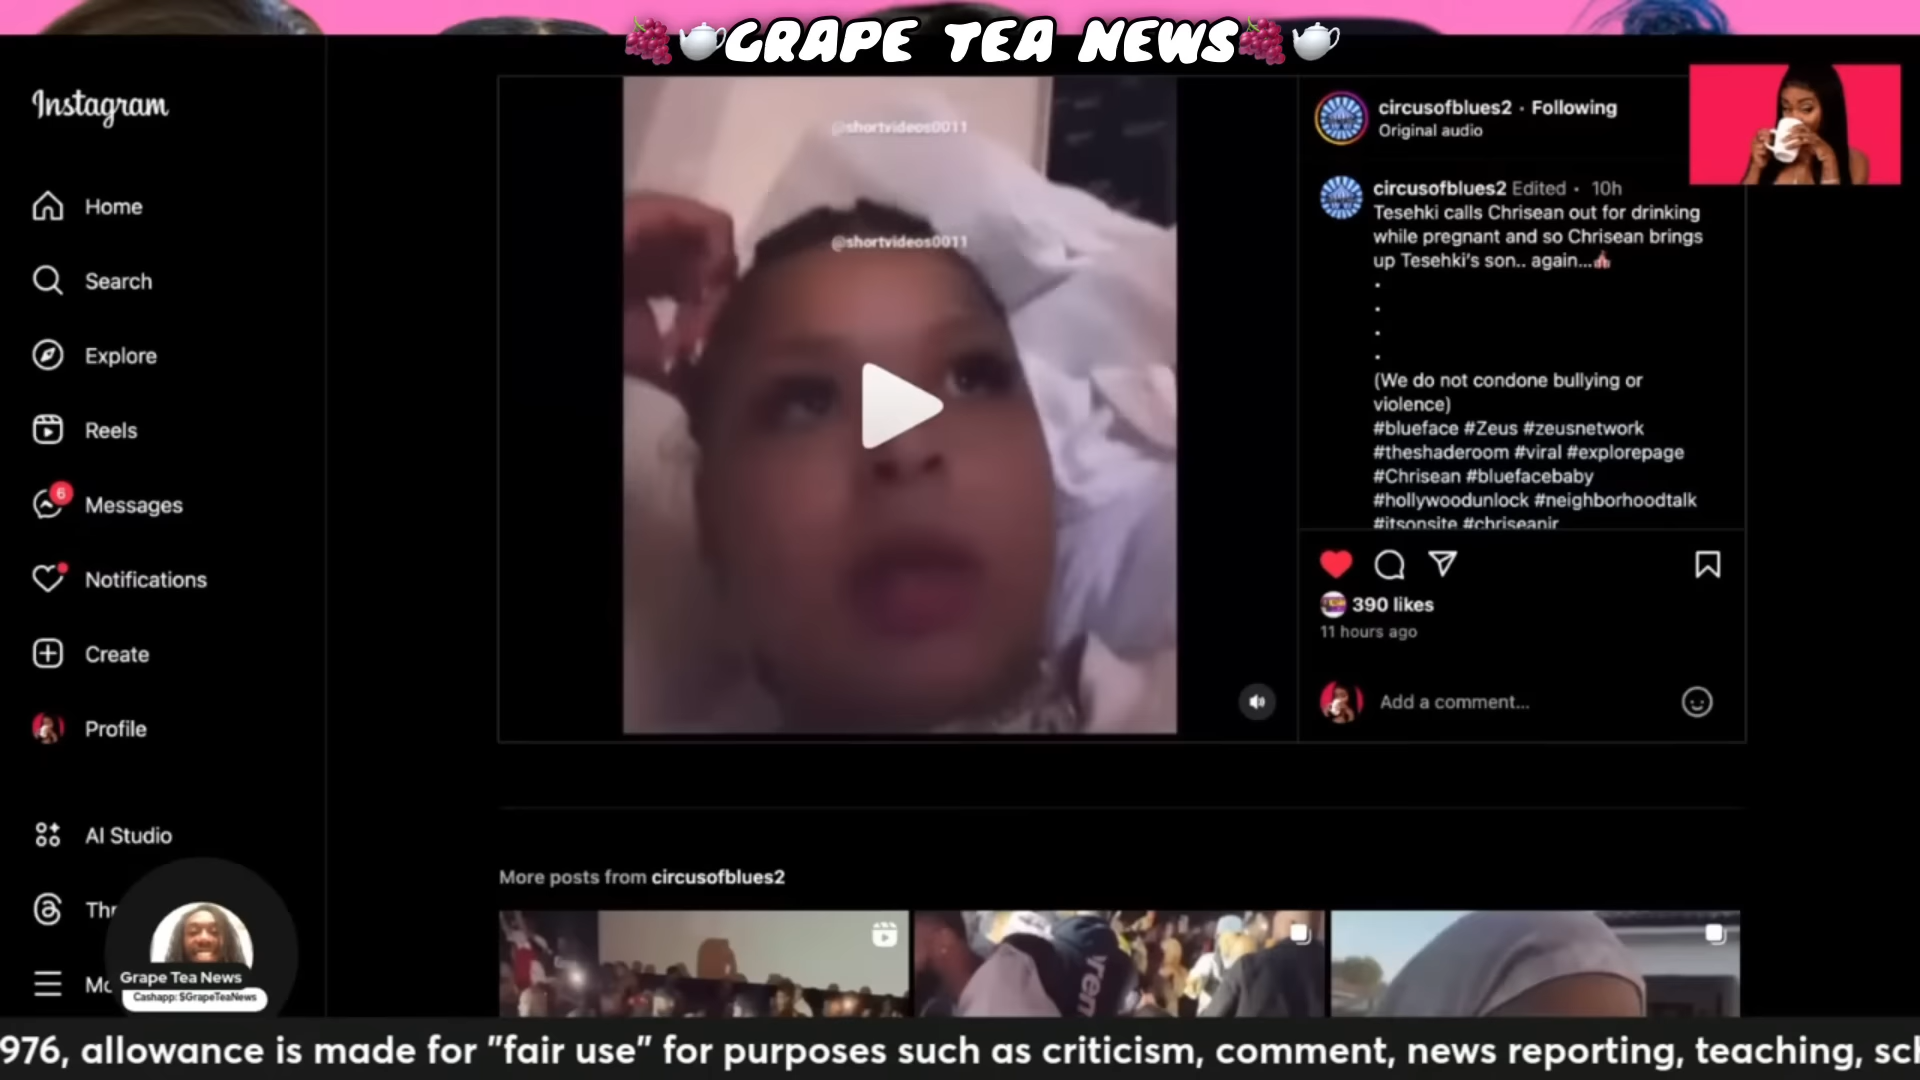 GRAPE TEA NEWS
Instagram
Home
Search
Explore
Reels
6
Messages
Notifications
Create
Profile
AI Studio
@shortvideos0011
@shortvideos0011
circusofblues2 • Following
Original audio
circusofblues2 Edited • 10h
Tesehki calls Chrisean out for drinking
while pregnant and so Chrisean brings
up Tesehki's son.. again...
.
.
.
.
(We do not condone bullying or
violence)
#blueface #Zeus #zeusnetwork
#theshaderoom #viral #explorepage
#Chrisean #bluefacebaby
#hollywoodunlock #neighborhoodtalk
#itsonsite #chriseanjr
390 likes
11 hours ago
Add a comment...
More posts from circusofblues2
Grape Tea News
Cashapp: $GrapeTeaNews
976, allowance is made for "fair use" for purposes such as criticism, comment, news reporting, teaching, sch